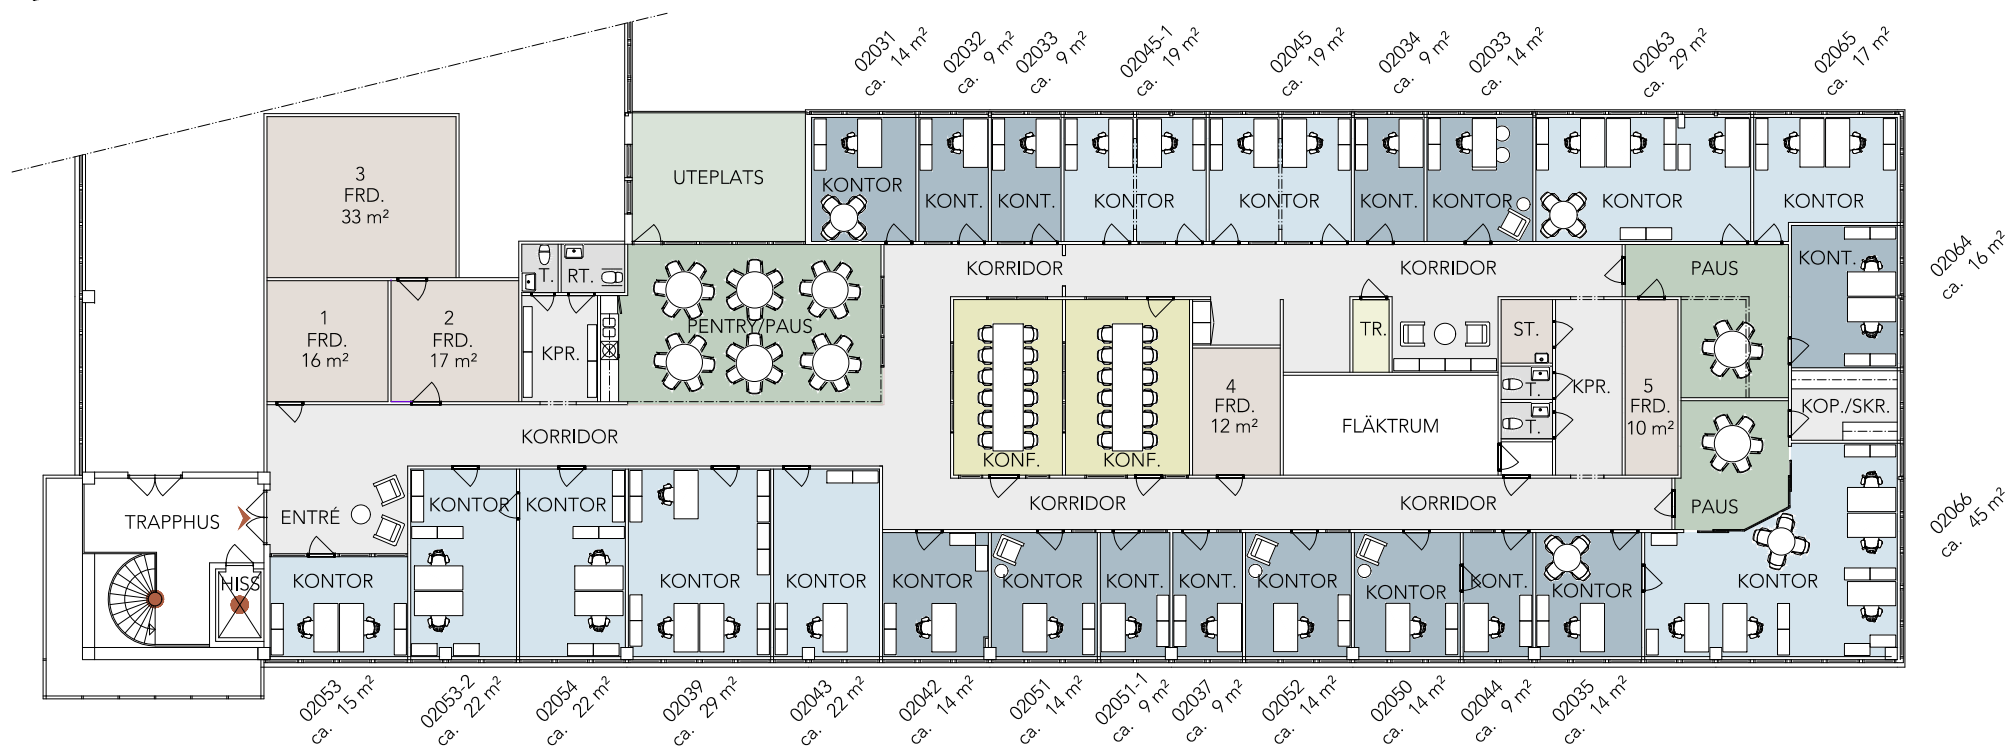 02031
ca. 14 m²
02032
ca. 9 m²
02033
ca. 9 m²
02045-1
ca. 19 m²
02045
ca. 19 m²
02034
ca. 9 m²
02033
ca. 14 m²
02063
ca. 29 m²
02065
ca. 17 m²
3
FRD.
33 m²
UTEPLATS
KONTOR
KONT.
KONT.
KONTOR
KONTOR
KONT.
KONTOR
KONTOR
KONTOR
02064
ca. 16 m²
T.
RT.
KORRIDOR
KORRIDOR
PAUS
KONT.
1
FRD.
16 m²
2
FRD.
17 m²
KPR.
PENTRY/PAUS
TR.
ST.
4
FRD.
12 m²
FLÄKTRUM
T.
T.
KPR.
5
FRD.
10 m²
KOP./SKR.
KORRIDOR
KONF.
KONF.
KORRIDOR
KORRIDOR
PAUS
02066
ca. 45 m²
TRAPPHUS
ENTRÉ
KONTOR
KONTOR
HISS
KONTOR
KONTOR
KONTOR
KONTOR
KONTOR
KONT.
KONT.
KONTOR
KONTOR
KONT.
KONTOR
KONTOR
02053
ca. 15 m²
02053-2
ca. 22 m²
02054
ca. 22 m²
02039
ca. 29 m²
02043
ca. 22 m²
02042
ca. 14 m²
02051
ca. 14 m²
02051-1
ca. 9 m²
02037
ca. 9 m²
02052
ca. 14 m²
02050
ca. 14 m²
02044
ca. 9 m²
02035
ca. 14 m²